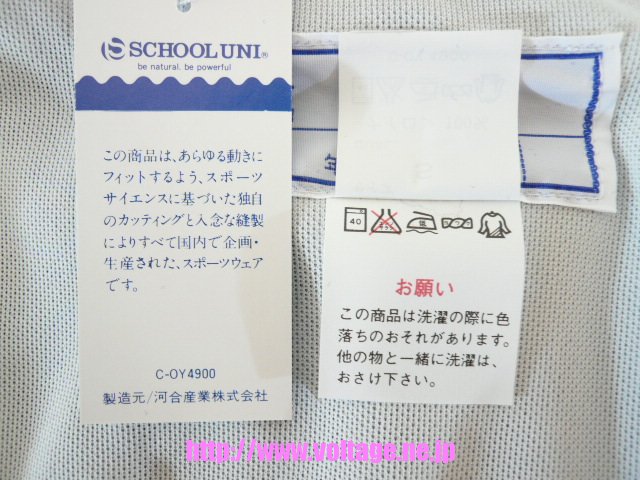 SCHOOL UNI®
be natural. be powerful
この商品は、あらゆる動きに
フィットするよう、スポーツ
サイエンスに基づいた独自
のカッティングと入念な縫製
によりすべて国内で企画・
生産された、スポーツウェア
です。
C-OY4900
製造元/河合産業株式会社
40
お願い
この商品は洗濯の際に色
落ちのおそれがあります。
他の物と一緒に洗濯は、
おさけ下さい。
http://www.voltage.ne.jp